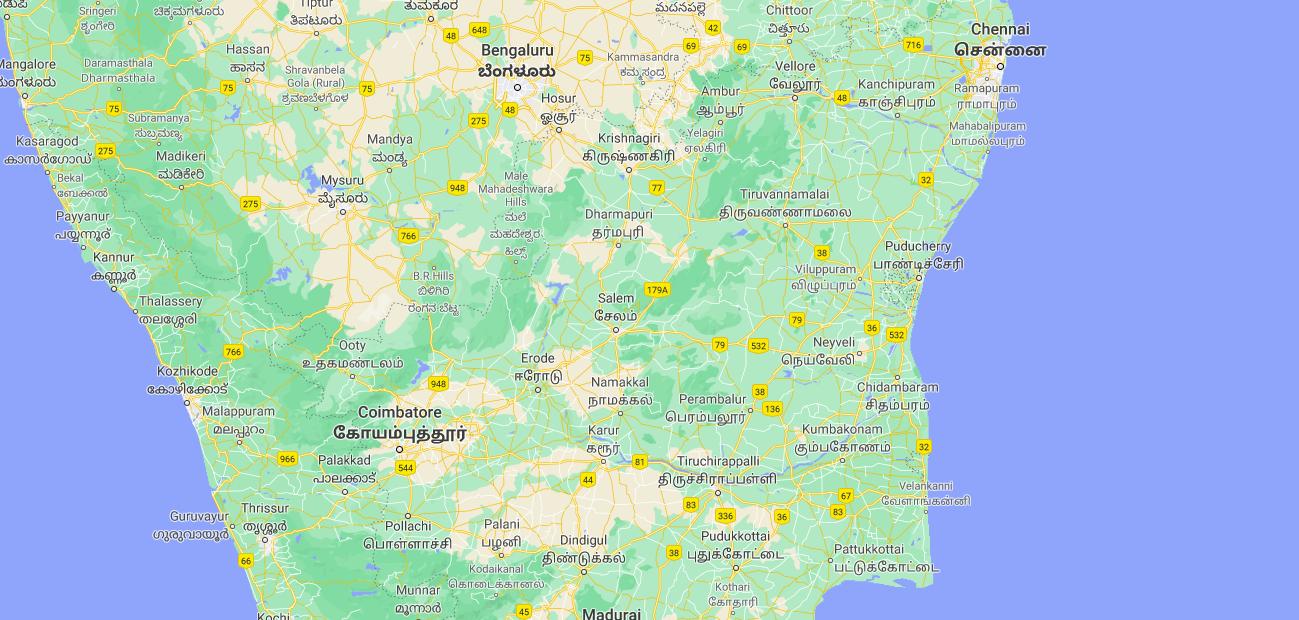 Sringeri
ಶೃಂಗೇರಿ
ಚಿಕ್ಕಮಗಳೂರು
Tiptur
ತಿಪಟೂರು
ತುಮಕೂರು
648
48
మదనపల్లె
42
69
69
Chittoor
చిత్తూరు
716
Chennai
சென்னை
Hassan
ಹಾಸನ
Daramasthala
Dharmasthala
Mangalore
ಮಂಗಳೂರು
75
Shravanbela
Gola (Rural)
ಶ್ರವಣಬೆಳಗೊಳ
75
75
Bengaluru
ಬೆಂಗಳೂರು
75
Kammasandra
ಕಮ್ಮಸಂದ್ರ
48
275
Hosur
ஓசூர்
Vellore
வேலூர்
Ambur
ஆம்பூர்
48
Kanchipuram
காஞ்சிபுரம்
Ramapuram
ராமாபுரம்
Mahabalipuram
மாமல்லபுரம்
Subramanya
ಸುಬ್ರಮಣ್ಯ
Kasaragod
കാസർഗോഡ്
275
Madikeri
ಮಡಿಕೇರಿ
Bekal
ബേക്കൽ
Mandya
ಮಂಡ್ಯ
Krishnagiri
கிருஷ்ணகிரி
Yelagiri
ஏலகிரி
Mysuru
ಮೈಸೂರು
948
Male
Mahadeshwara
Hills
ಮಲೆ
ಮಹದೇಶ್ವರ
ಹಿಲ್ಸ್
77
32
275
Payyanur
പയ്യന്നൂർ
766
Dharmapuri
தர்மபுரி
Tiruvannamalai
திருவண்ணாமலை
38
Puducherry
பாண்டிச்சேரி
Kannur
കണ്ണൂർ
B.R.Hills
ಬಿಳಿಗಿರಿ
ರಂಗನ ಬೆಟ್ಟ
Viluppuram
விழுப்புரம்
179A
Thalassery
തലശ്ശേരി
Salem
சேலம்
79
36
532
766
Ooty
உதகமண்டலம்
79
532
Neyveli
நெய்வேலி
Erode
ஈரோடு
Kozhikode
കോഴിക്കോട്
948
Namakkal
நாமக்கல்
38
136
Perambalur
பெரம்பலூர்
Chidambaram
சிதம்பரம்
Malappuram
മലപ്പുറം
Coimbatore
கோயம்புத்தூர்
Karur
கரூர்
Kumbakonam
கும்பகோணம்
32
966
Palakkad
പാലക്കാട്
544
81
44
Tiruchirappalli
திருச்சிராப்பள்ளி
Velankanni
வேளாங்கன்னி
67
83
83
336
36
Guruvayur
ഗുരുവായൂർ
Thrissur
തൃശൂർ
Pollachi
பொள்ளாச்சி
Palani
பழனி
Dindigul
திண்டுக்கல்
38
Pudukkottai
புதுக்கோட்டை
Pattukkottai
பட்டுக்கோட்டை
66
Kodaikanal
கொடைக்கானல்
Munnar
മൂന്നാർ
Kothari
கோதாரி
45
Madurai
Kochi